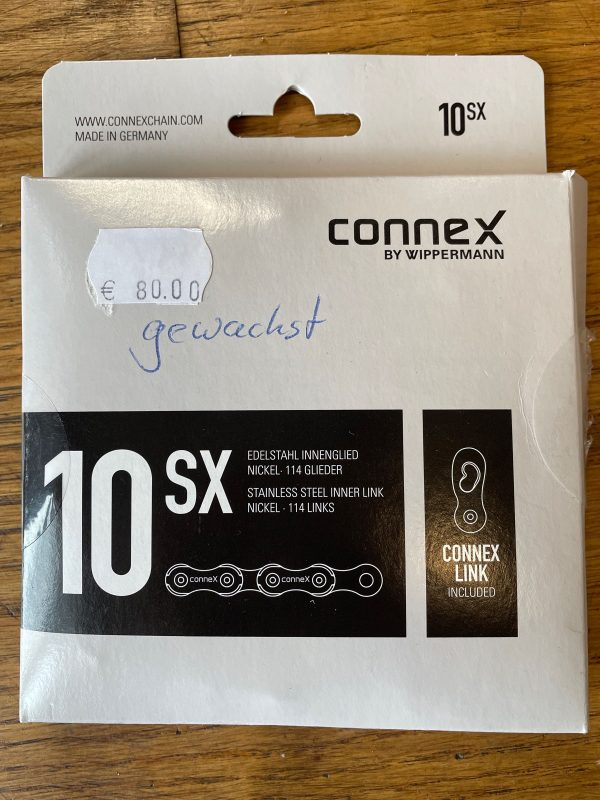 WWW.CONNEXCHAIN.COM
MADE IN GERMANY
10SX
connex
BY WIPPERMANN
€ 80.00
gewachst
10 SX
EDELSTAHL INNENGLIED
NICKEL· 114 GLIEDER
STAINLESS STEEL INNER LINK
NICKEL · 114 LINKS
connex connex
CONNEX
LINK
INCLUDED